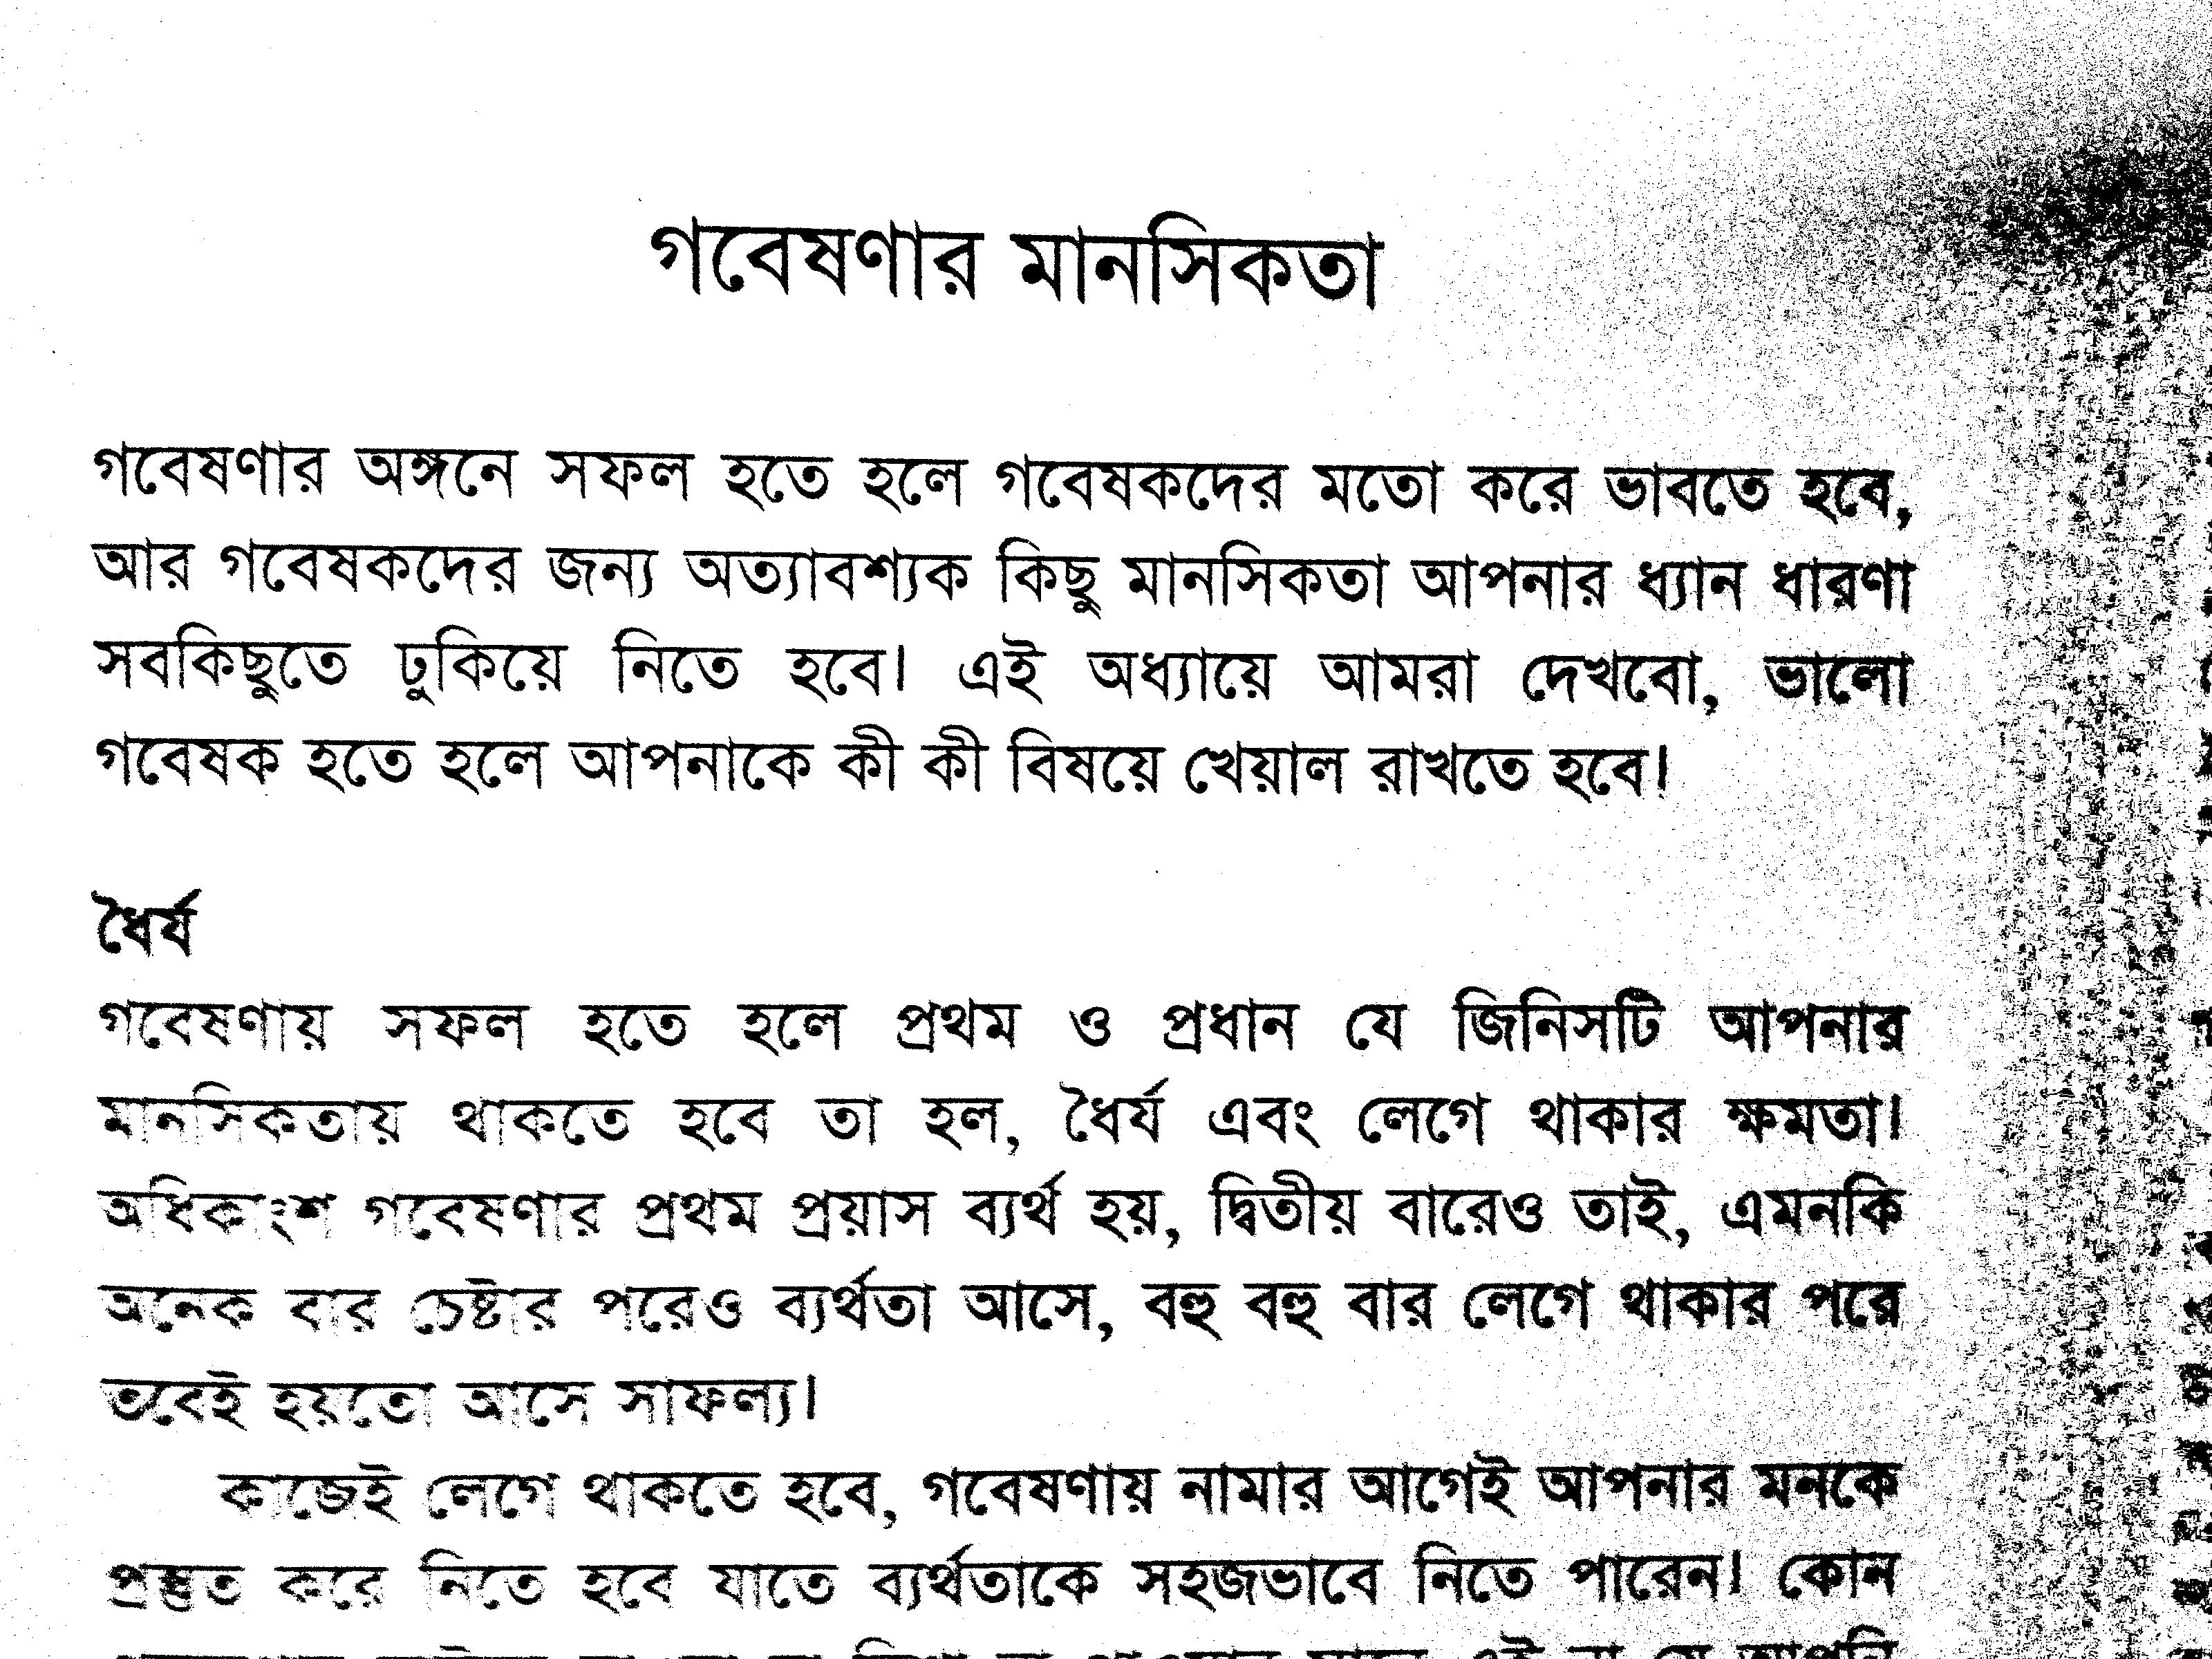 গবেষণার মানসিকতা
গবেষণার অঙ্গনে সফল হতে হলে গবেষকদের মতো করে ভাবতে হবে,
আর গবেষকদের জন্য অত্যাবশ্যক কিছু মানসিকতা আপনার ধ্যান ধারণা
সবকিছুতে ঢুকিয়ে নিতে হবে। এই অধ্যায়ে আমরা দেখবো, ভালো
গবেষক হতে হলে আপনাকে কী কী বিষয়ে খেয়াল রাখতে হবে।
ধৈর্য
গবেষণায় সফল হতে হলে প্রথম ও প্রধান যে জিনিসটি আপনার
মানসিকতায় থাকতে হবে তা হল, ধৈর্য এবং লেগে থাকার ক্ষমতা।
অধিকাংশ গবেষণার প্রথম প্রয়াস ব্যর্থ হয়, দ্বিতীয় বারেও তাই, এমনকি
অনেক বার চেষ্টার পরেও ব্যর্থতা আসে, বহু বহু বার লেগে থাকার পরে
তবেই হয়তো আসে সাফল্য।
কাজেই লেগে থাকতে হবে, গবেষণায় নামার আগেই আপনার মনকে
প্রস্তুত করে নিতে হবে যাতে ব্যর্থতাকে সহজভাবে নিতে পারেন। কোন